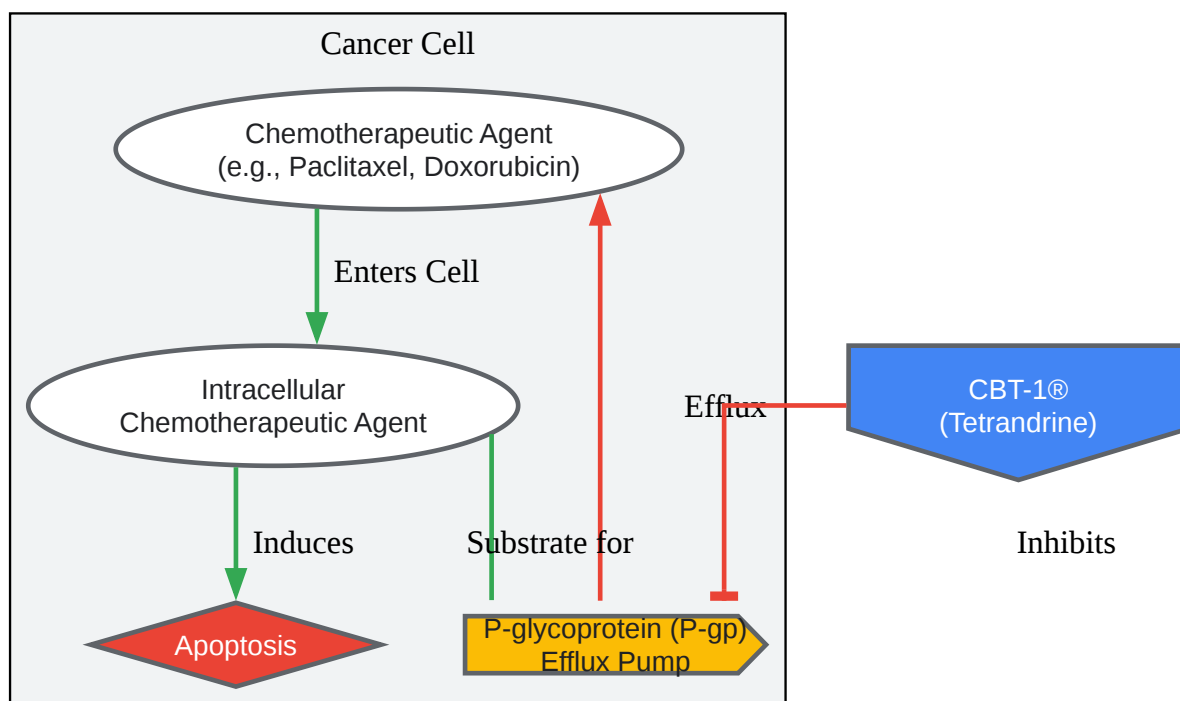 Cancer Cell
Chemotherapeutic Agent
(e.g., Paclitaxel, Doxorubicin)
Enters Cell
Intracellular
Chemotherapeutic Agent
Efflux
CBT-1®
(Tetrandrine)
Induces
Substrate for
Inhibits
Apoptosis
P-glycoprotein (P-gp)
Efflux Pump